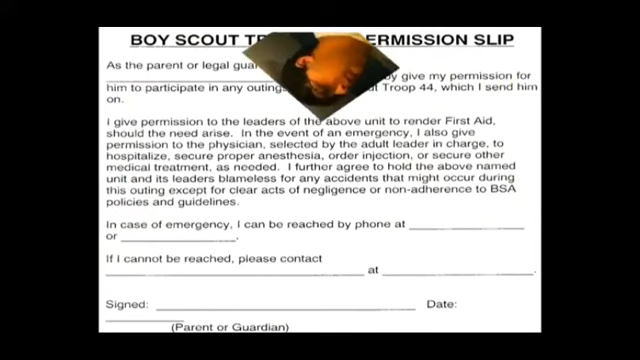 BOY SCOUT TR ERMISSION SLIP
As the parent or legal guar
by give my permission for
him to participate in any outings t Troop 44, which I send him
on.
I give permission to the leaders of the above unit to render First Aid,
should the need arise. In the event of an emergency, I also give
permission to the physician, selected by the adult leader in charge, to
hospitalize, secure proper anesthesia, order injection, or secure other
medical treatment, as needed. I further agree to hold the above named
unit and its leaders blameless for any accidents that might occur during
this outing except for clear acts of negligence or non-adherence to BSA
policies and guidelines.
In case of emergency, I can be reached by phone at
or .
If I cannot be reached, please contact
at .
Signed: Date:
(Parent or Guardian)